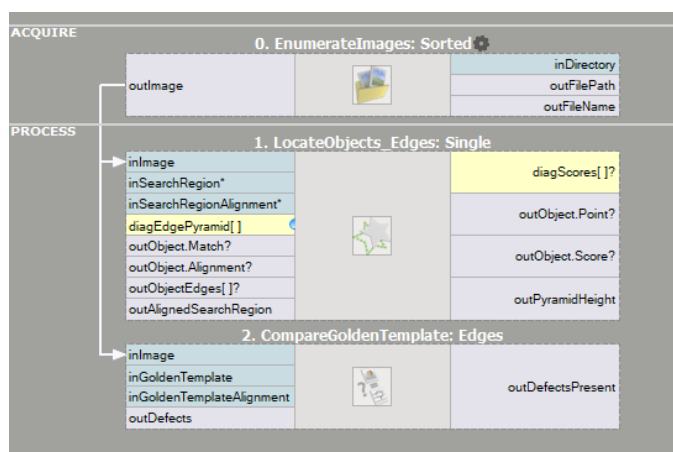 ACQUIRE
0. EnumerateImages: Sorted
outImage
inDirectory
outFilePath
outFileName
PROCESS
1. LocateObjects_Edges: Single
inImage
inSearchRegion*
inSearchRegionAlignment*
diagEdgePyramid[ ]
outObject.Match?
outObject.Alignment?
outObjectEdges[ ]?
outAlignedSearchRegion
diagScores[ ]?
outObject.Point?
outObject.Score?
outPyramidHeight
2. CompareGoldenTemplate: Edges
inImage
inGoldenTemplate
inGoldenTemplateAlignment
outDefects
outDefectsPresent